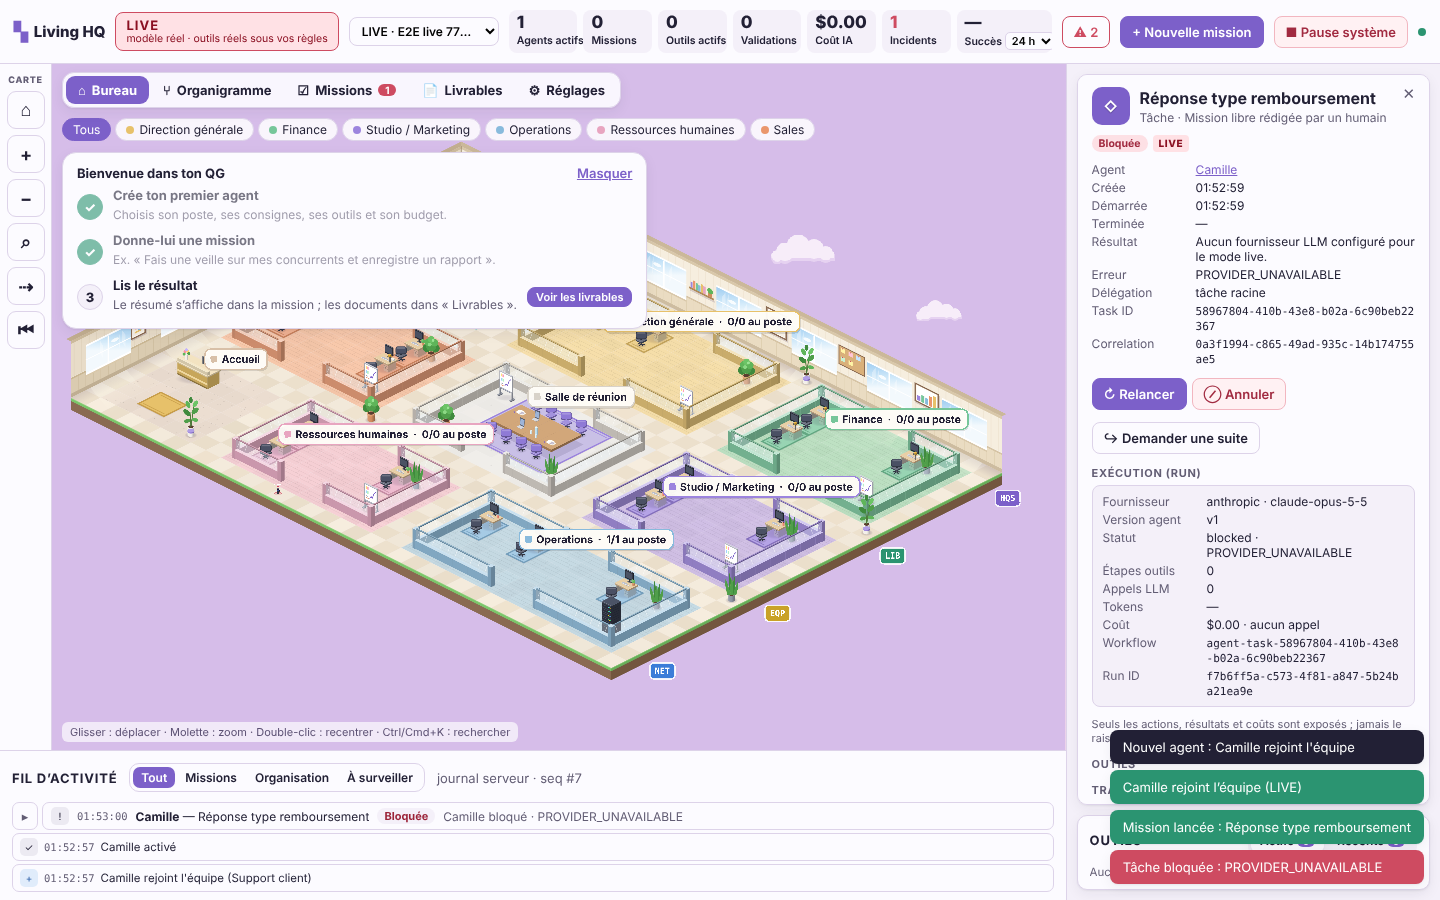 Living HQ
LIVE
modèle réel · outils réels sous vos règles
LIVE · E2E live 77...
1
Agents actifs
0
Missions
0
Outils actifs
0
Validations
$0.00
Coût IA
1
Incidents
—
Succès 24 h
⚠ 2
+ Nouvelle mission
Pause système
CARTE
Bureau
Organigramme
Missions 1
Livrables
Réglages
Tous
Direction générale
Finance
Studio / Marketing
Operations
Ressources humaines
Sales
Bienvenue dans ton QG
Masquer
Crée ton premier agent
Choisis son poste, ses consignes, ses outils et son budget.
Donne-lui une mission
Ex. « Fais une veille sur mes concurrents et enregistre un rapport ».
3
Lis le résultat
Le résumé s’affiche dans la mission ; les documents dans « Livrables ».
Voir les livrables
générale · 0/0 au poste
Accueil
Salle de réunion
Finance · 0/0 au poste
Ressources humaines · 0/0 au poste
Studio / Marketing · 0/0 au poste
Operations · 1/1 au poste
HQS
LIB
EQP
NET
Glisser : déplacer · Molette : zoom · Double-clic : recentrer · Ctrl/Cmd+K : rechercher
FIL D’ACTIVITÉ
Tout
Missions
Organisation
À surveiller
journal serveur · seq #7
! 01:53:00 Camille — Réponse type remboursement Bloquée Camille bloqué · PROVIDER_UNAVAILABLE
01:52:57 Camille activé
+ 01:52:57 Camille rejoint l'équipe (Support client)
Réponse type remboursement
Tâche · Mission libre rédigée par un humain
Bloquée LIVE
Agent Camille
Créée 01:52:59
Démarrée 01:52:59
Terminée —
Résultat Aucun fournisseur LLM configuré pour
le mode live.
Erreur PROVIDER_UNAVAILABLE
Délégation tâche racine
Task ID 58967804-410b-43e8-b02a-6c90beb22
367
Correlation 0a3f1994-c865-49ad-935c-14b174755
ae5
Relancer
Annuler
Demander une suite
EXÉCUTION (RUN)
Fournisseur anthropic · claude-opus-5-5
Version agent v1
Statut blocked ·
PROVIDER_UNAVAILABLE
Étapes outils 0
Appels LLM 0
Tokens —
Coût $0.00 · aucun appel
Workflow agent-task-58967804-410b-43e8
-b02a-6c90beb22367
Run ID f7b6ff5a-c573-4f81-a847-5b24b
a21ea9e
Seuls les actions, résultats et coûts sont exposés ; jamais le
Nouvel agent : Camille rejoint l'équipe
Camille rejoint l’équipe (LIVE)
Mission lancée : Réponse type remboursement
Tâche bloquée : PROVIDER_UNAVAILABLE